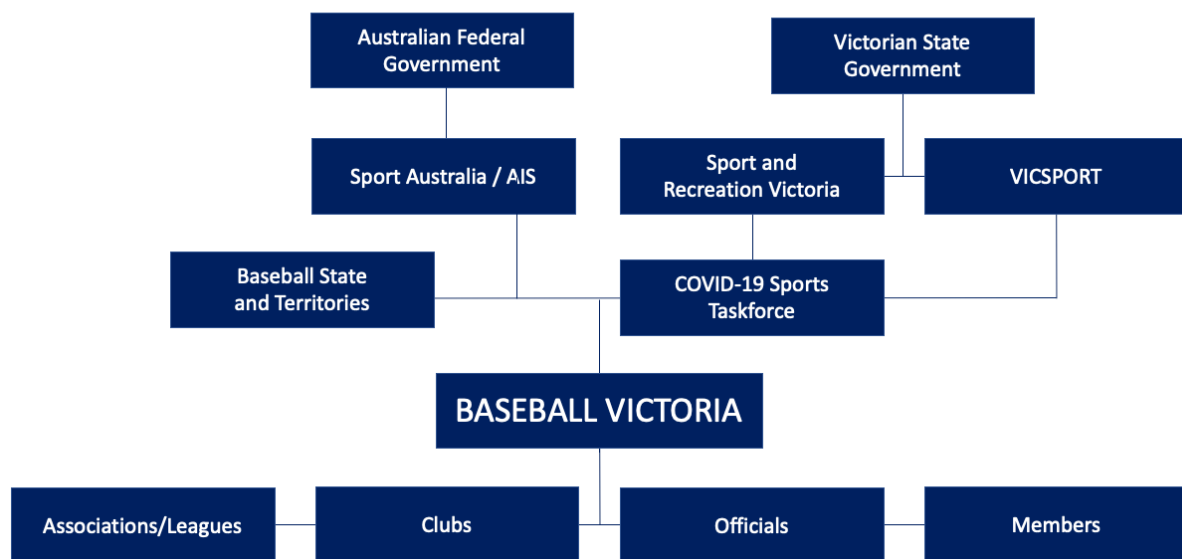 Australian Federal
Government
Victorian State
Government
Sport Australia / AIS
Sport and
Recreation Victoria
VICSPORT
Baseball State
and Territories
COVID-19 Sports
Taskforce
BASEBALL VICTORIA
Associations/Leagues
Clubs
Officials
Members